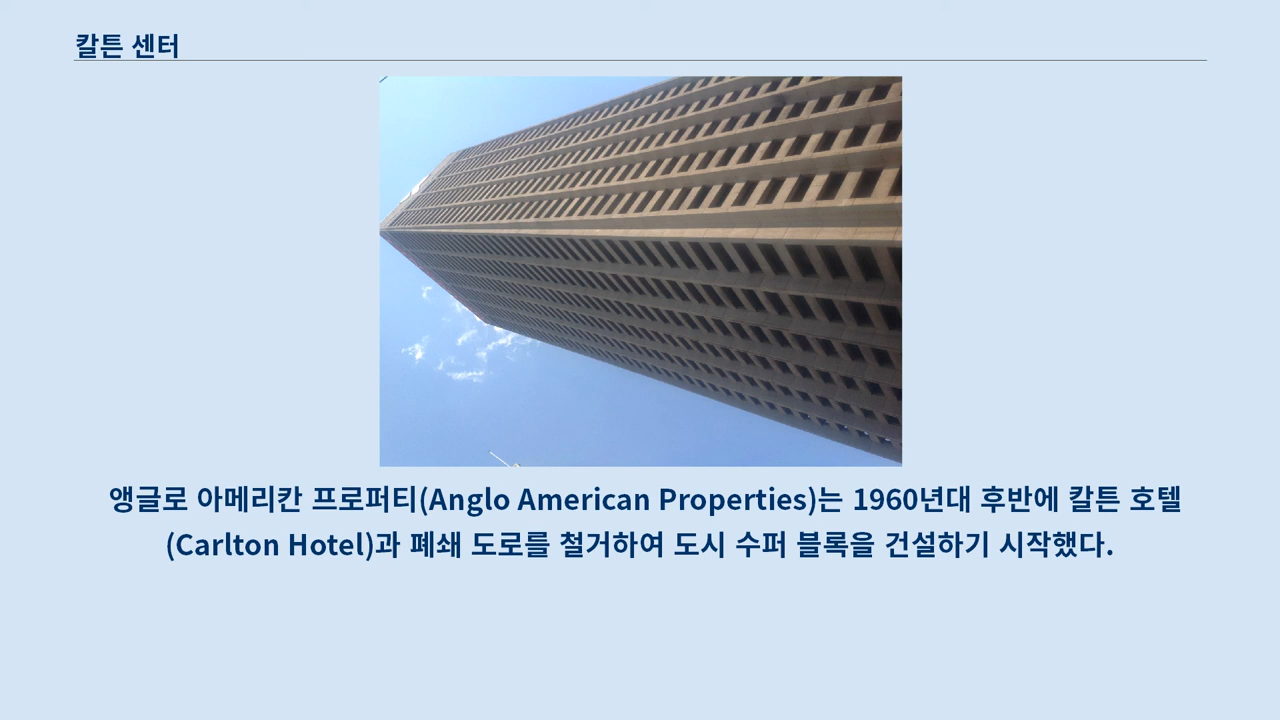 칼튼 센터
앵글로 아메리칸 프로퍼티(Anglo American Properties)는 1960년대 후반에 칼튼 호텔
(Carlton Hotel)과 폐쇄 도로를 철거하여 도시 수퍼 블록을 건설하기 시작했다.